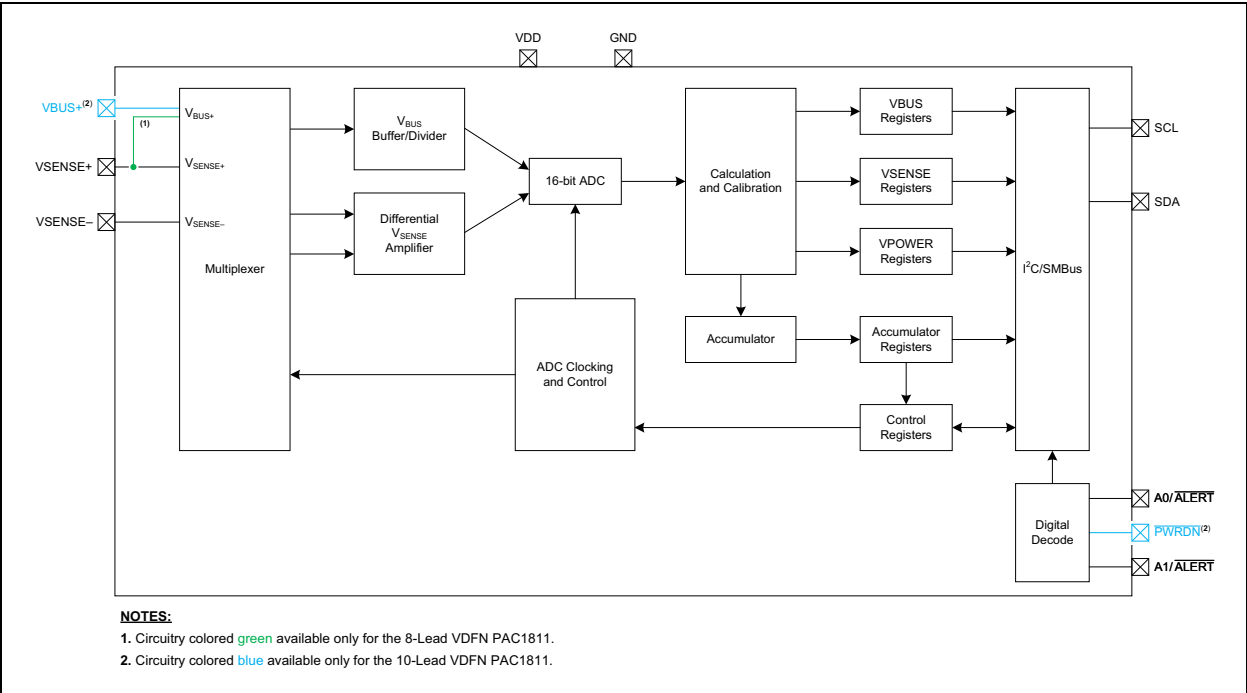 VDD
GND
VBUS+(2)
VSENSE+
VSENSE–
(1)
VBUS+
VSENSE+
VSENSE–
Multiplexer
VBUS
Buffer/Divider
Differential
VSENSE
Amplifier
16-bit ADC
ADC Clocking
and Control
Calculation
and Calibration
Accumulator
VBUS
Registers
VSENSE
Registers
VPOWER
Registers
Accumulator
Registers
Control
Registers
I2C/SMBus
Digital
Decode
SCL
SDA
A0/ALERT
PWRDN(2)
A1/ALERT
NOTES:
1. Circuitry colored green available only for the 8-Lead VDFN PAC1811.
2. Circuitry colored blue available only for the 10-Lead VDFN PAC1811.